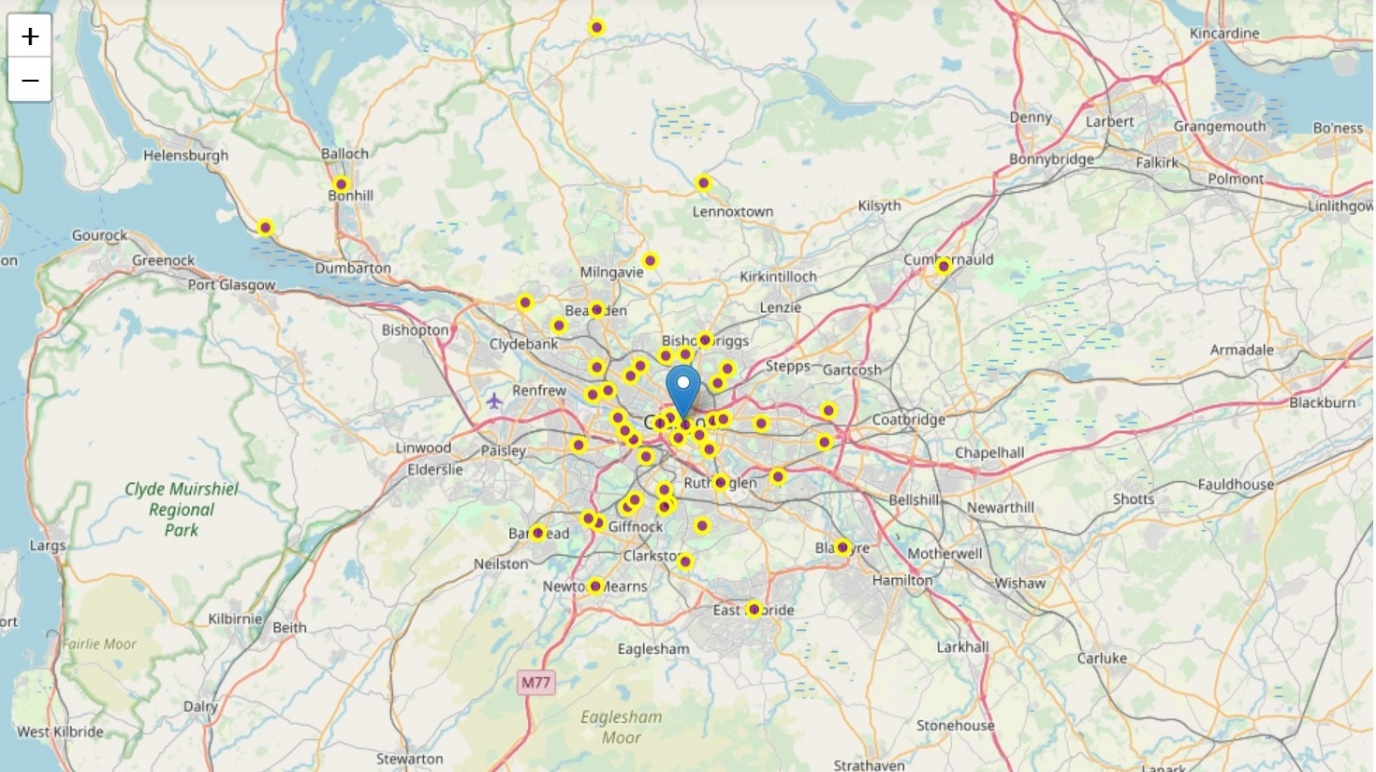 +
−
Kincardine
Denny
Larbert
Grangemouth
Bo'ness
Helensburgh
Balloch
Bonnybridge
Falkirk
Polmont
Bonhill
Lennoxtown
Kilsyth
Linlithgow
Gourock
Greenock
Dumbarton
Milngavie
Kirkintilloch
Port Glasgow
Lenzie
Bishopton
Clydebank
Armadale
Stepps
Gartcosh
Renfrew
Blackburn
Coatbridge
Linwood
Paisley
Chapelhall
Elderslie
Fauldhouse
Clyde Muirshiel
Regional
Park
Bellshill
Newarthill
Shotts
Giffnock
Largs
Motherwell
Neilston
Hamilton
Wishaw
Kilbirnie
Beith
Fairlie Moor
Eaglesham
Larkhall
Carluke
M77
Dalry
Eaglesham
Moor
West Kilbride
Stonehouse
Stewarton
Strathaven